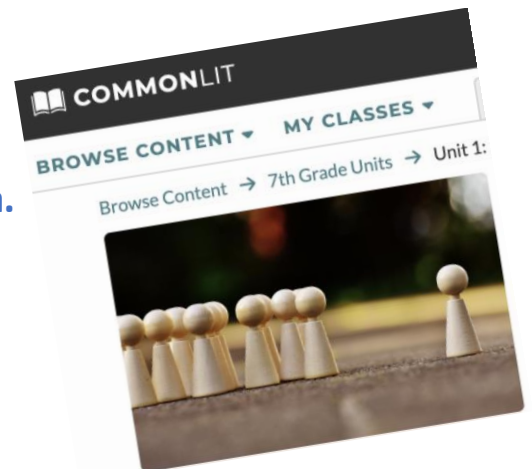 COMMONLIT
BROWSE CONTENT MY CLASSES
Browse Content → 7th Grade Units → Unit 1: